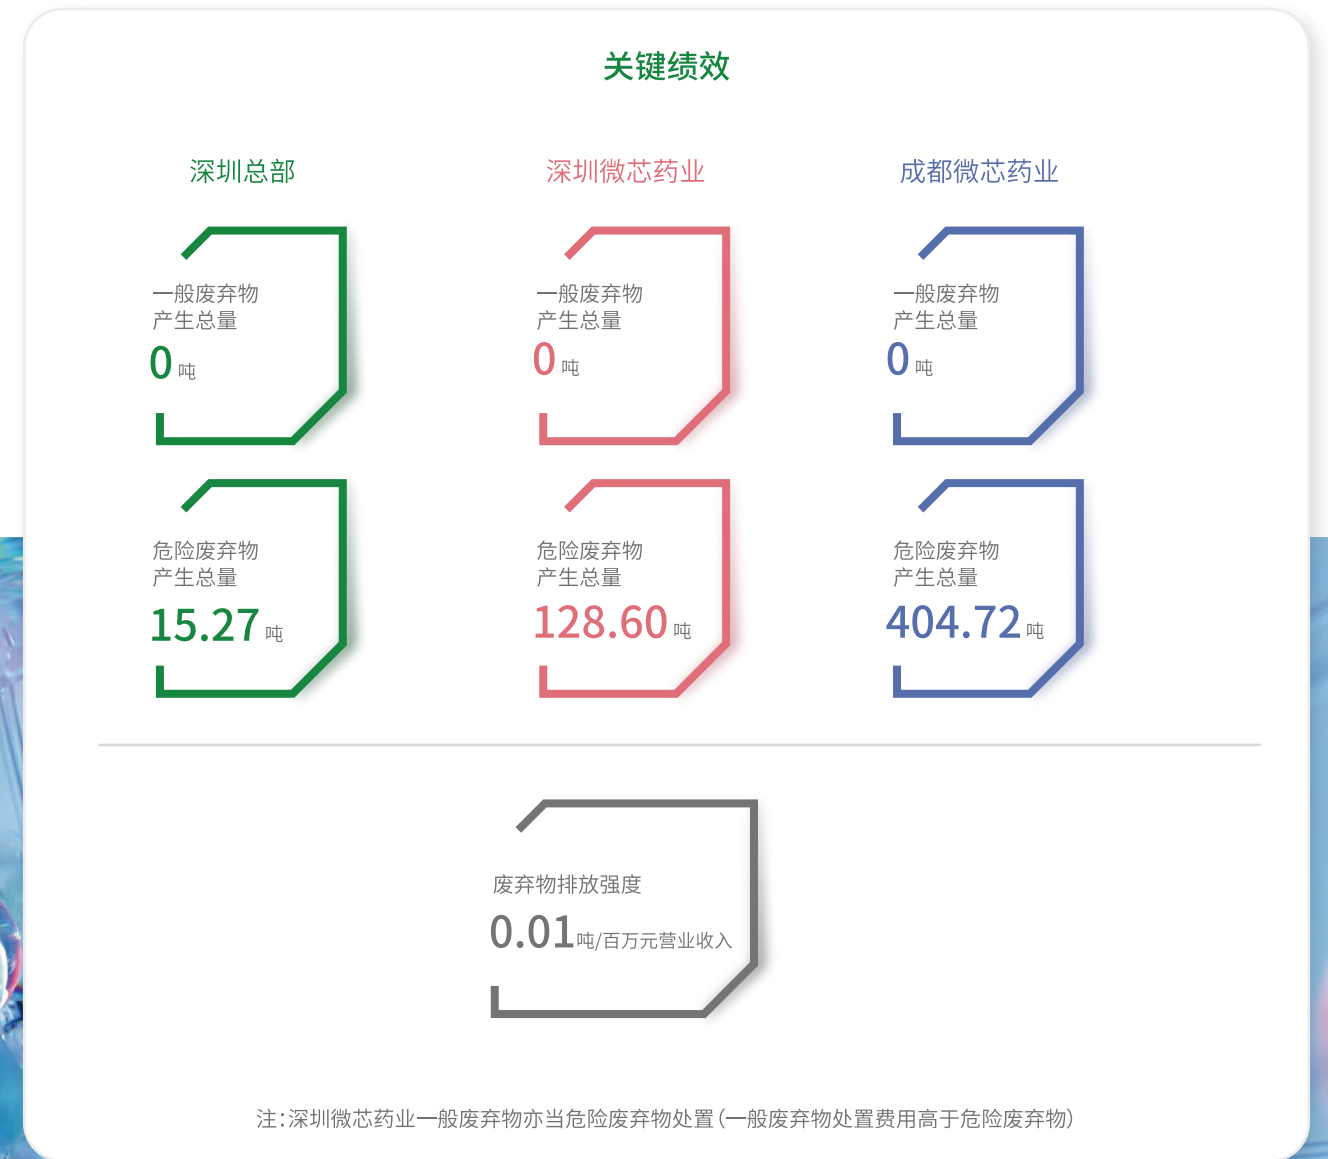 关键绩效
深圳总部
深圳微芯药业
成都微芯药业
一般废弃物
产生总量
0 吨
一般废弃物
产生总量
0 吨
一般废弃物
产生总量
0 吨
危险废弃物
产生总量
15.27 吨
危险废弃物
产生总量
128.60 吨
危险废弃物
产生总量
404.72 吨
废弃物排放强度
0.01吨/百万元营业收入
注：深圳微芯药业一般废弃物亦当危险废弃物处置（一般废弃物处置费用高于危险废弃物）